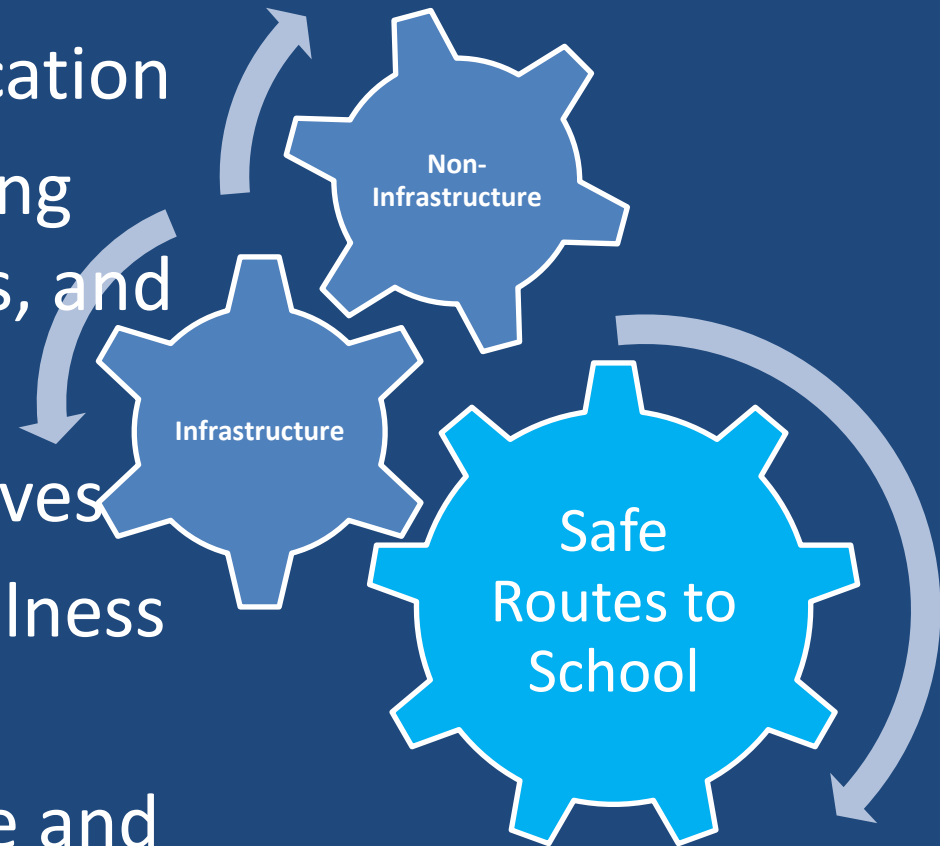 cation
ng
s, and
ves
lness
e and
Non-
Infrastructure
Infrastructure
Safe
Routes to
School